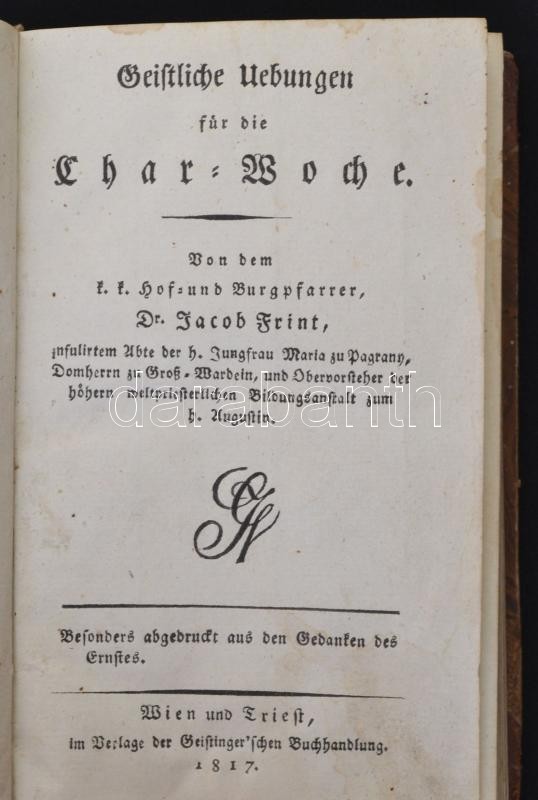 Geistliche Uebungen
für die
Char-Woche.
Von dem
k. k. Hof- und Burgpfarrer,
Dr. Jacob Frint,
infulirtem Abte der h. Jungfrau Maria zu Pagrany,
Domherrn zu Groß-Wardein, und Obervorsteher der
höhern weltpriesterlichen Bildungsanstalt zum
h. Augustin.
darabanth
Besonders abgedruckt aus den Gedanken des
Ernstes.
Wien und Triest,
im Verlage der Geistinger'schen Buchhandlung.
1817.